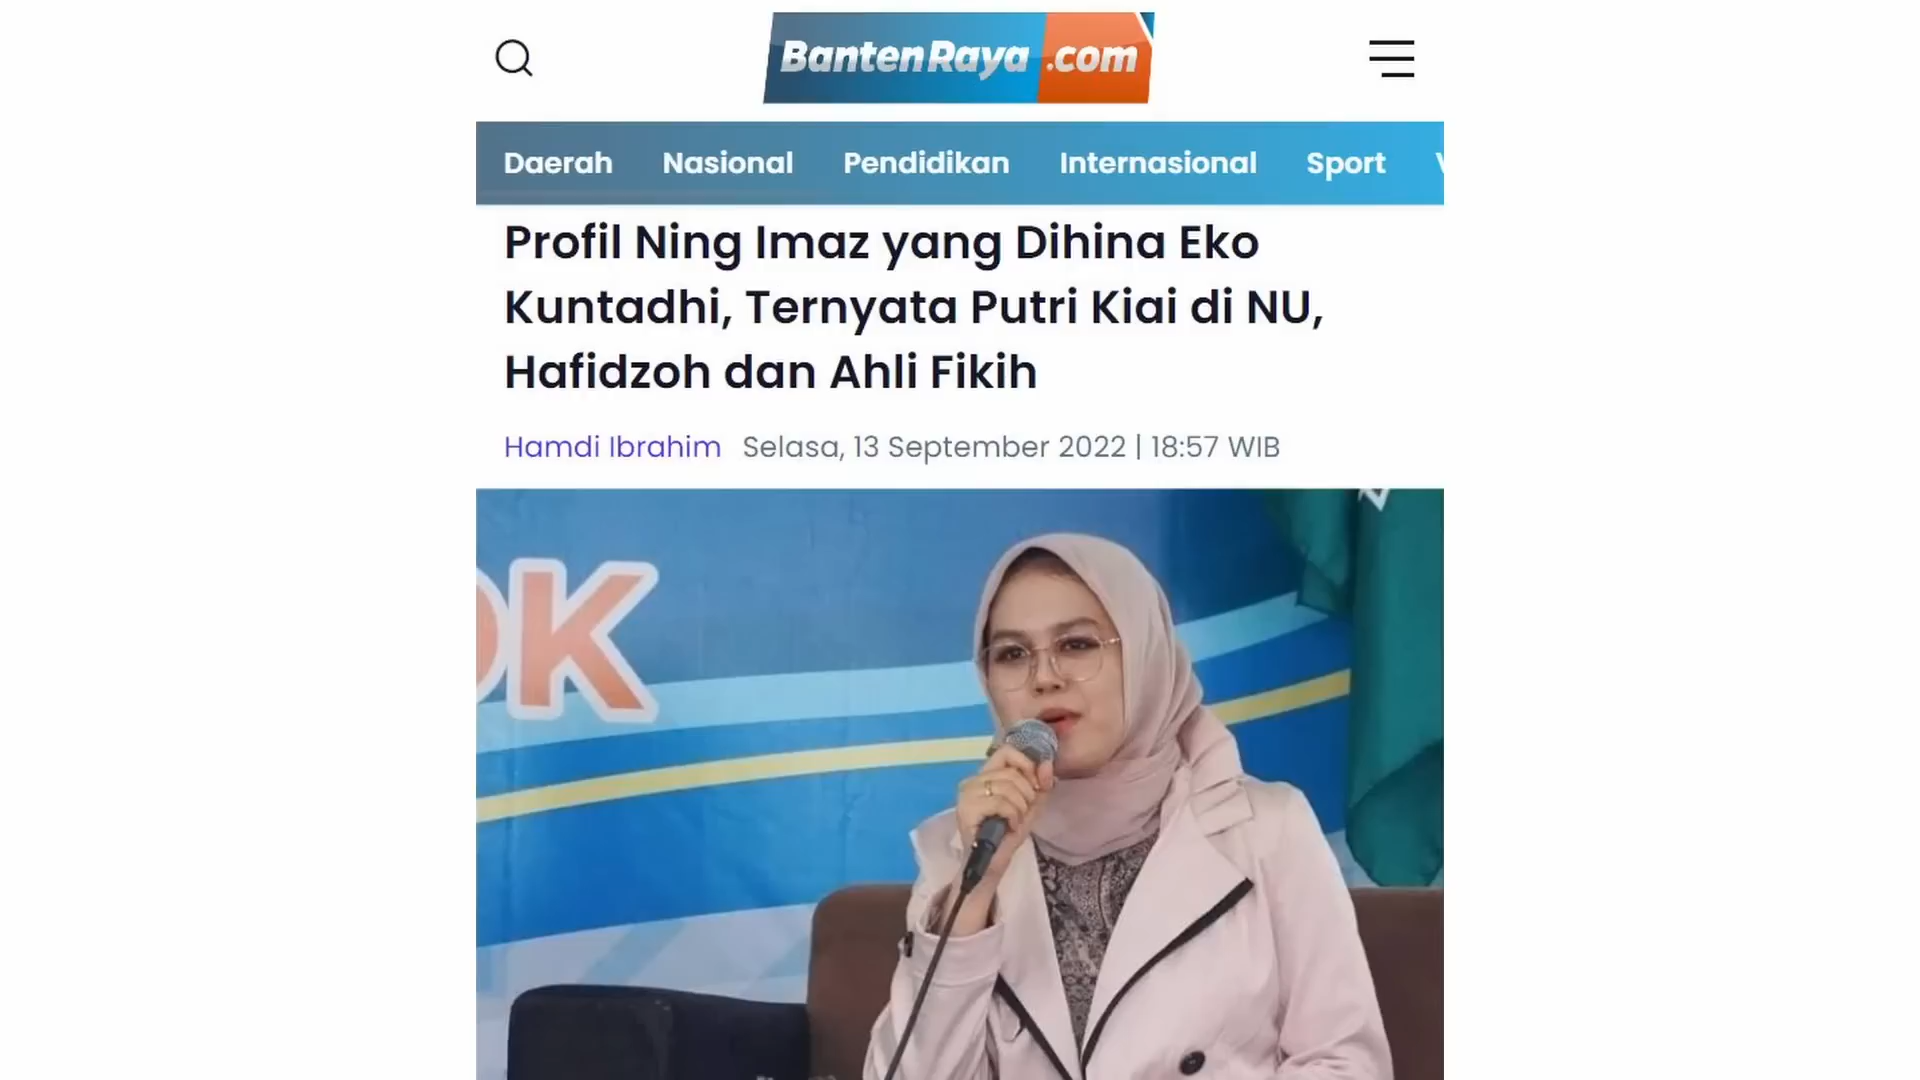 BantenRaya.com
Daerah Nasional Pendidikan Internasional Sport
Profil Ning Imaz yang Dihina Eko
Kuntadhi, Ternyata Putri Kiai di NU,
Hafidzoh dan Ahli Fikih
Hamdi Ibrahim Selasa, 13 September 2022 | 18:57 WIB
OK